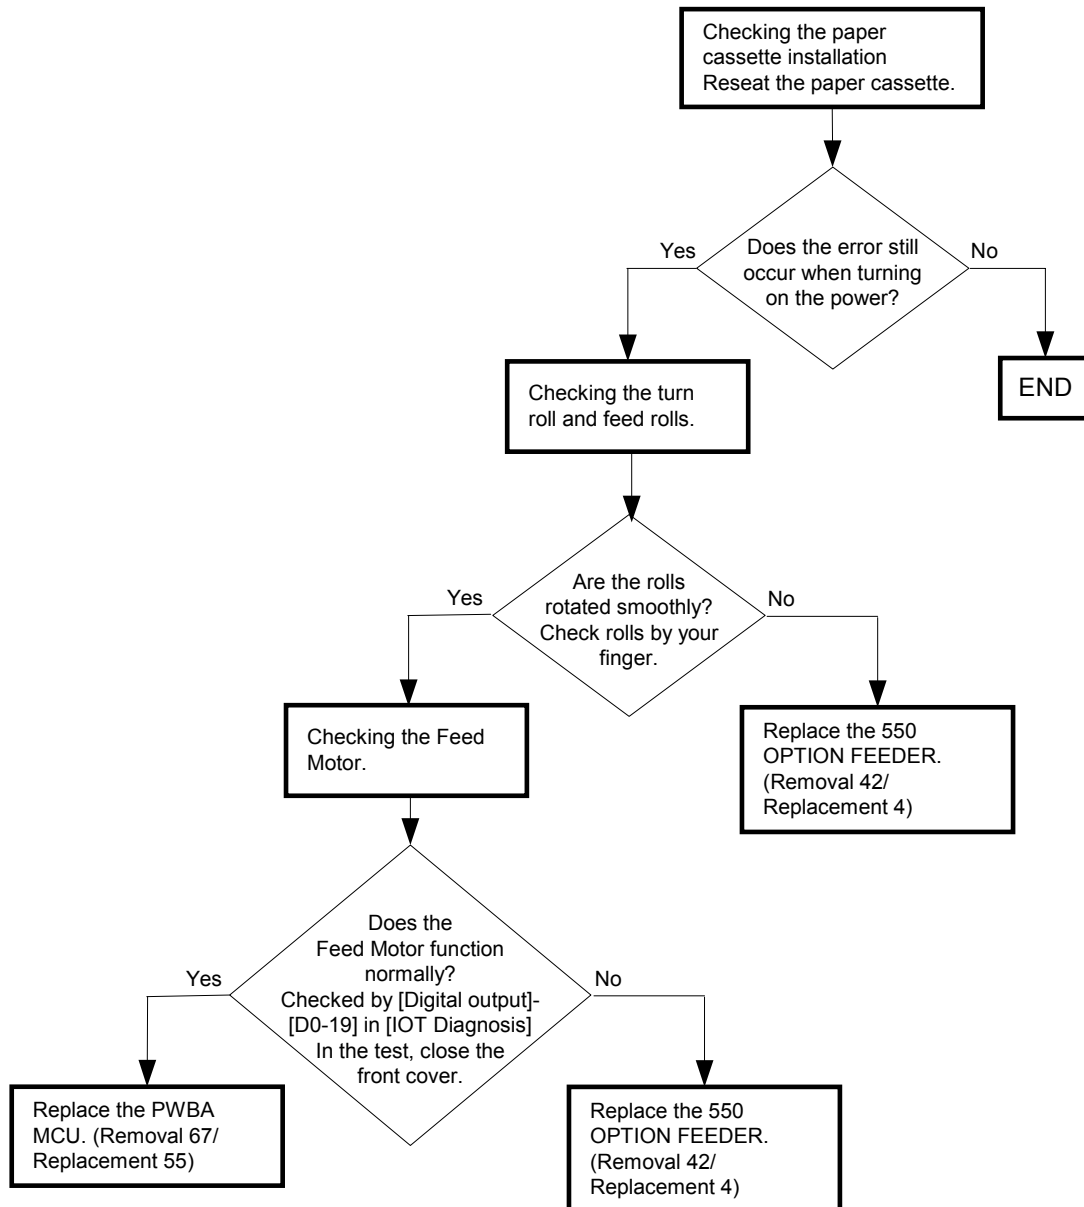 Checking the paper
cassette installation
Reseat the paper cassette.
Does the error still
occur when turning
on the power?
Yes
No
END
Checking the turn
roll and feed rolls.
Are the rolls
rotated smoothly?
Check rolls by your
finger.
Yes
No
Checking the Feed
Motor.
Replace the 550
OPTION FEEDER.
(Removal 42/
Replacement 4)
Does the
Feed Motor function
normally?
Checked by [Digital output]-
[D0-19] in [IOT Diagnosis]
In the test, close the
front cover.
Yes
No
Replace the PWBA
MCU. (Removal 67/
Replacement 55)
Replace the 550
OPTION FEEDER.
(Removal 42/
Replacement 4)